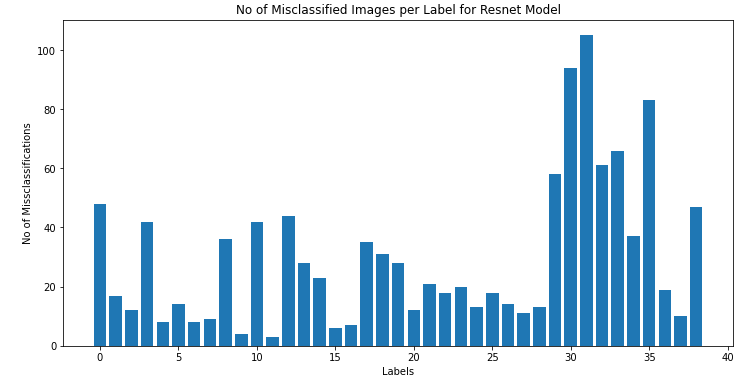 No of Misclassified Images per Label for Resnet Model
No of Missclassifications
100
80
60
40
20
0
0 5 10 15 20 25 30 35 40
Labels